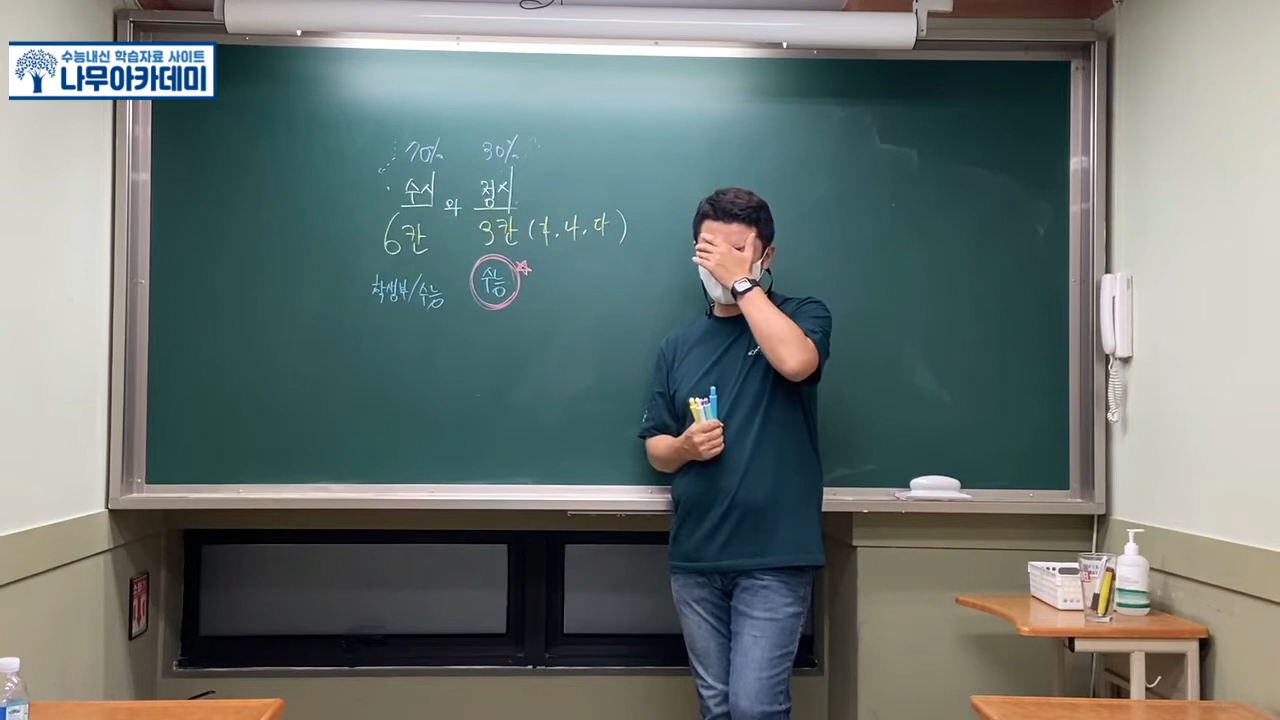 수능내신 학습자료 사이트
나무아카데미
70% 30%
수시 와 정시
6칸 3칸 (가.나.다)
학생부/수능 수능